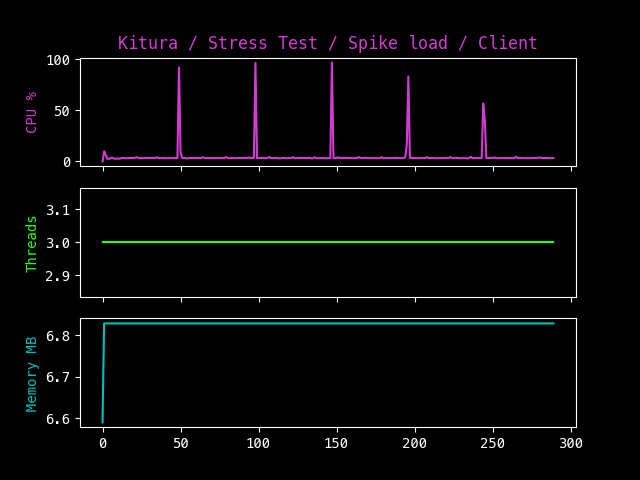 Kitura / Stress Test / Spike load / Client
CPU %
100
50
0
Threads
3.1
3.0
2.9
Memory MB
6.8
6.7
6.6
0 50 100 150 200 250 300